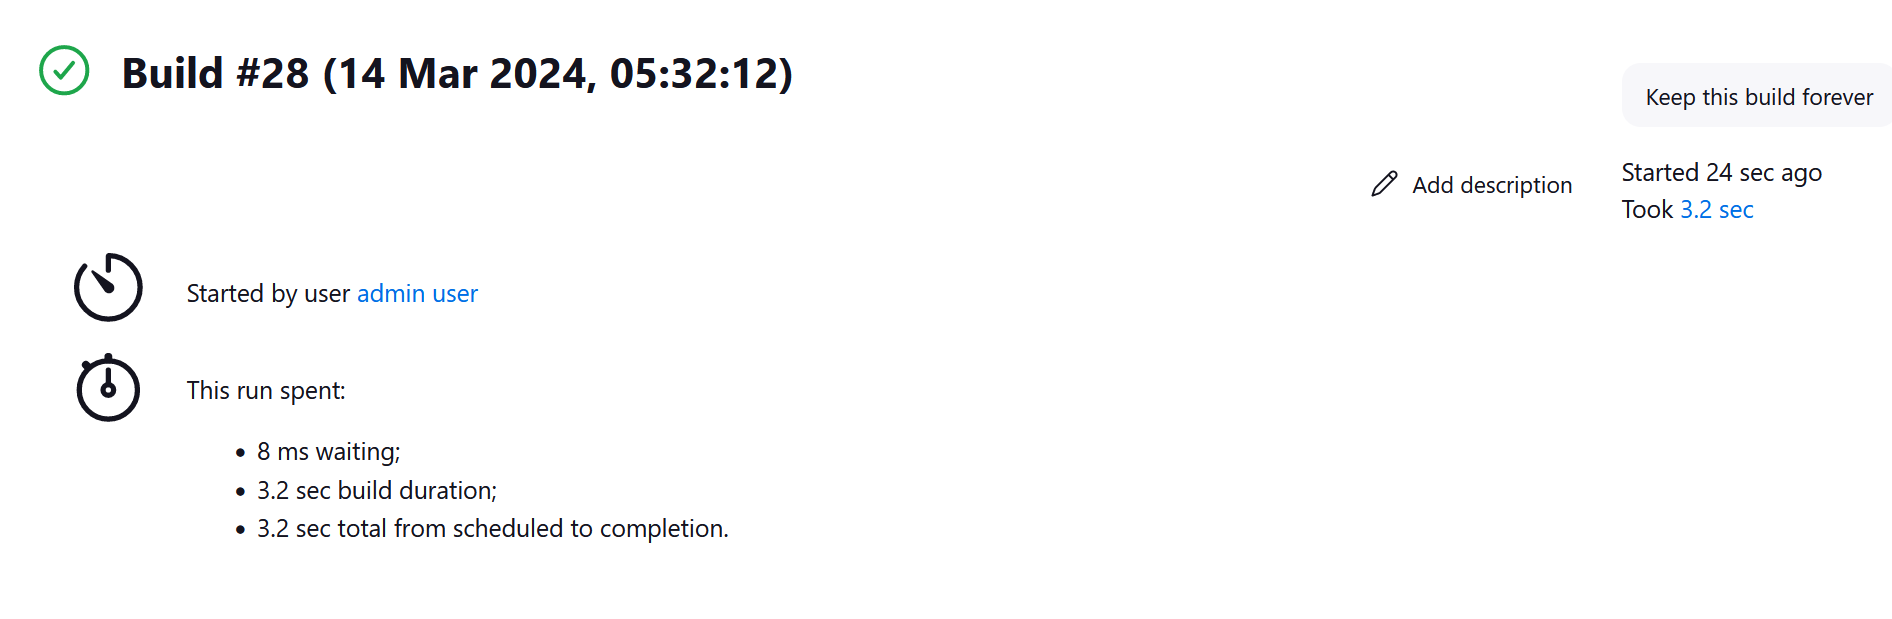 Build #28 (14 Mar 2024, 05:32:12)
Keep this build forever
Add description
Started 24 sec ago
Took 3.2 sec
Started by user admin user
This run spent:
8 ms waiting;
3.2 sec build duration;
3.2 sec total from scheduled to completion.